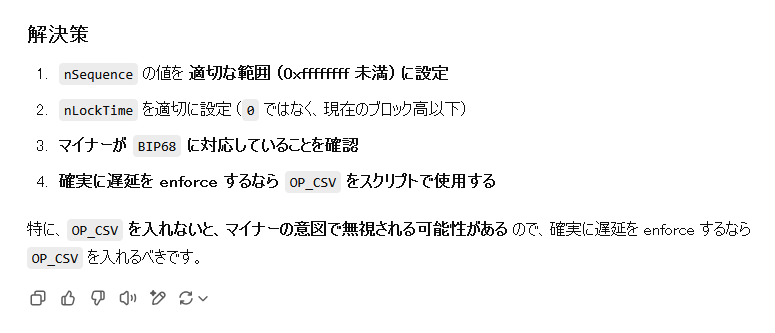 解決策
1. nSequence の値を 適切な範囲（0xffffffff 未満）に設定
2. nLockTime を適切に設定（ 0 ではなく、現在のブロック高以下）
3. マイナーが BIP68 に対応していることを確認
4. 確実に遅延を enforce するなら OP_CSV をスクリプトで使用する
特に、 OP_CSV を入れないと、マイナーの意図で無視される可能性がある ので、確実に遅延を enforce するなら
OP_CSV を入れるべきです。